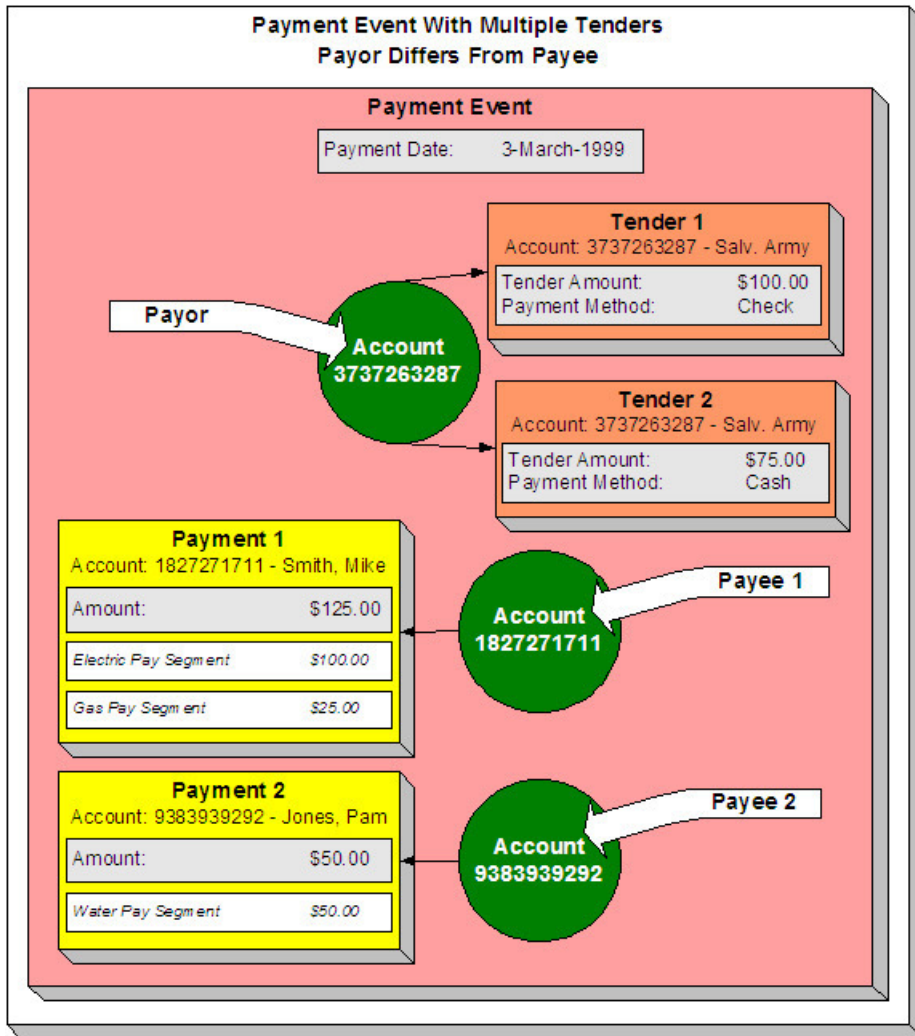 Payment Event With Multiple Tenders
Payor Differs From Payee
Payment Event
Payment Date: 3-March-1999
Tender 1
Account: 3737263287 - Salv. Army
Tender Amount: $100.00
Payment Method: Check
Payor
Account
3737263287
Tender 2
Account: 3737263287 - Salv. Army
Tender Amount: $75.00
Payment Method: Cash
Payment 1
Account: 1827271711 - Smith, Mike
Amount: $125.00
Electric Pay Segment $100.00
Gas Pay Segment $25.00
Payee 1
Account
1827271711
Payment 2
Account: 9383939292 - Jones, Pam
Amount: $50.00
Water Pay Segment $50.00
Payee 2
Account
9383939292